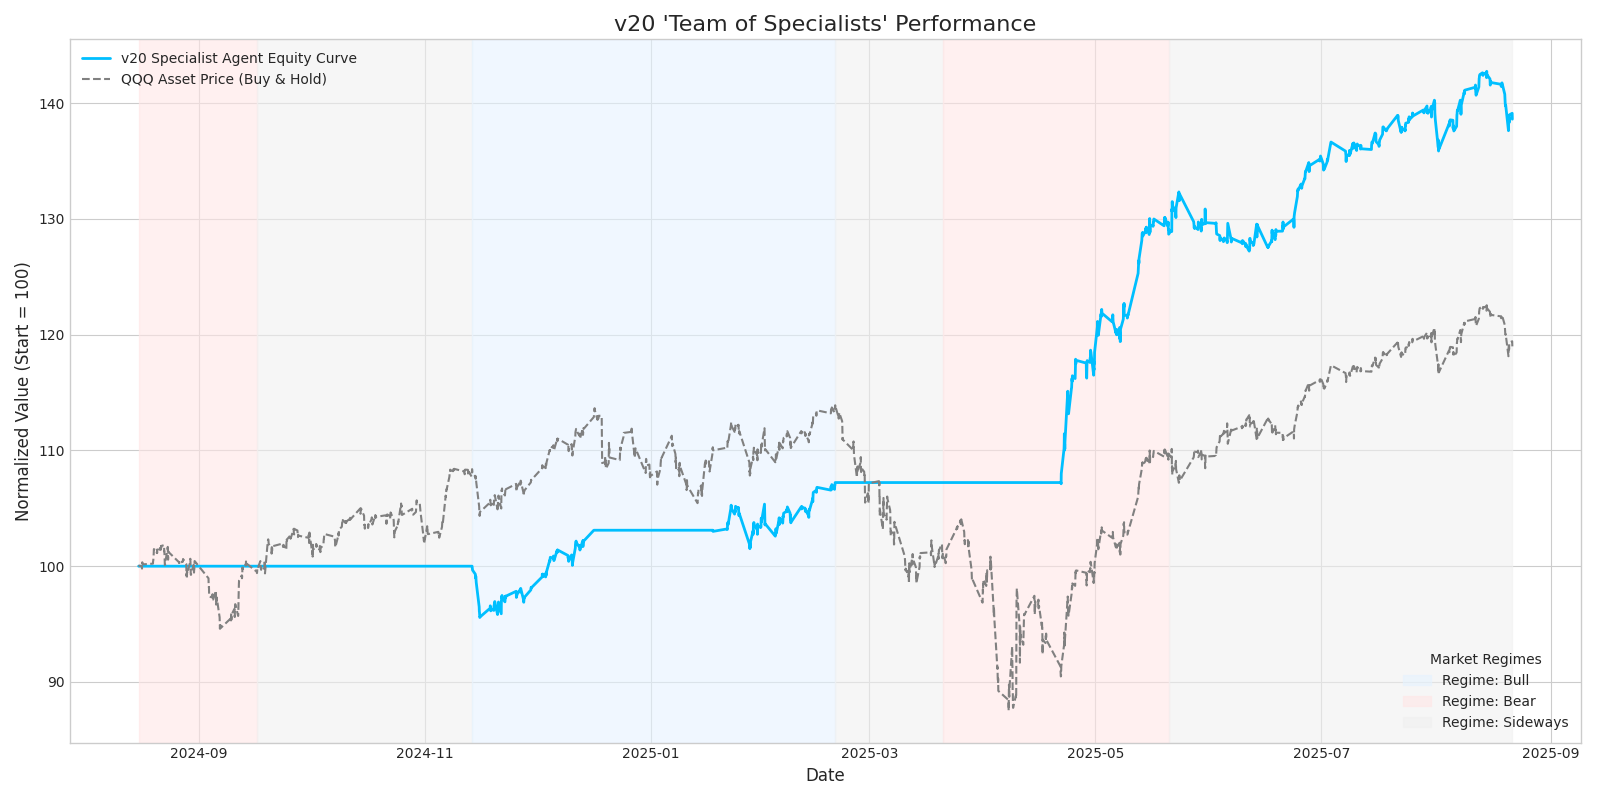 v20 'Team of Specialists' Performance
v20 Specialist Agent Equity Curve
QQQ Asset Price (Buy & Hold)
Normalized Value (Start = 100)
140
130
120
110
100
90
Market Regimes
Regime: Bull
Regime: Bear
Regime: Sideways
2024-09
2024-11
2025-01
2025-03
2025-05
2025-07
2025-09
Date